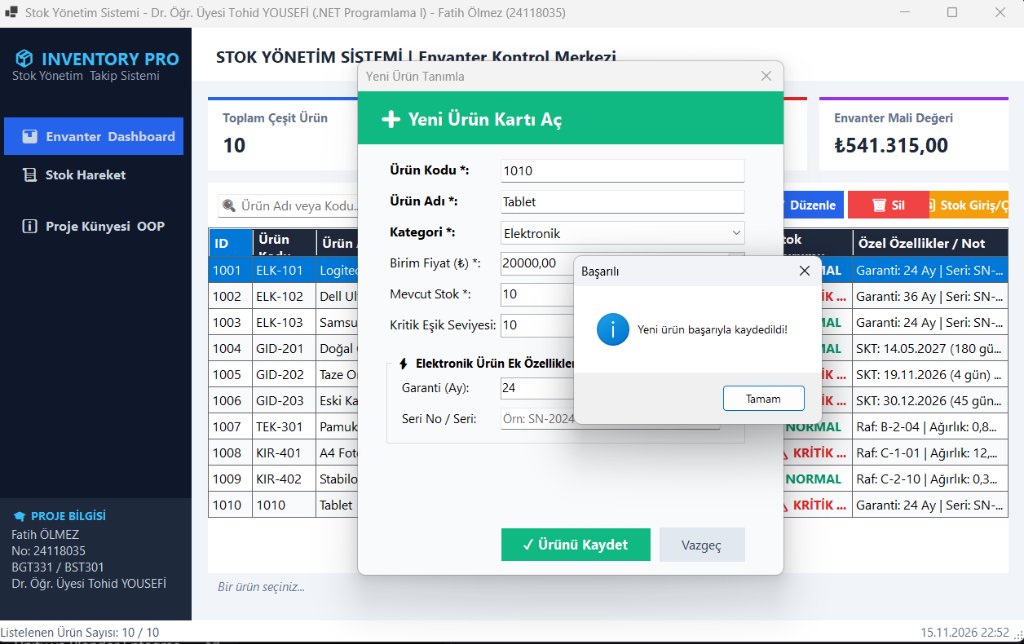 Stok Yönetim Sistemi - Dr. Öğr. Üyesi Tohid YOUSEFİ (.NET Programlama I) - Fatih Ölmez (24118035)
INVENTORY PRO
Stok Yönetim Takip Sistemi
Envanter Dashboard
Stok Hareket
Proje Künyesi OOP
PROJE BİLGİSİ
Fatih ÖLMEZ
No: 24118035
BGT331 / BST301
Dr. Öğr. Üyesi Tohid YOUSEFİ
STOK YÖNETİM SİSTEMİ | Envanter Kontrol Merkezi
Toplam Çeşit Ürün
10
Envanter Mali Değeri
₺541.315,00
Ürün Adı veya Kodu..
Düzenle
Sil
Stok Giriş/Ç
ID Ürün Ürün Özel Özellikler / Not
1001 ELK-101 Logitec MAL Garanti: 24 Ay | Seri: SN-...
1002 ELK-102 Dell Ul İK ... Garanti: 36 Ay | Seri: SN-...
1003 ELK-103 Samsu MAL Garanti: 24 Ay | Seri: SN-...
1004 GID-201 Doğal MAL SKT: 14.05.2027 (180 gü...
1005 GID-202 Taze O İK ... SKT: 19.11.2026 (4 gün) ...
1006 GID-203 Eski Ka İK ... SKT: 30.12.2026 (45 gün...
1007 TEK-301 Pamuk NORMAL Raf: B-2-04 | Ağırlık: 0,8...
1008 KIR-401 A4 Foto KRİTİK ... Raf: C-1-01 | Ağırlık: 12,...
1009 KIR-402 Stabilo NORMAL Raf: C-2-10 | Ağırlık: 0,3...
1010 1010 Tablet KRİTİK ... Garanti: 24 Ay | Seri: SN-...
Bir ürün seçiniz...
Yeni Ürün Tanımla
Yeni Ürün Kartı Aç
Ürün Kodu *: 1010
Ürün Adı *: Tablet
Kategori *: Elektronik
Birim Fiyat (₺) *: 20000,00
Mevcut Stok *: 10
Kritik Eşik Seviyesi: 10
Elektronik Ürün Ek Özellikler
Garanti (Ay): 24
Seri No / Seri: Örn: SN-2024
✓ Ürünü Kaydet
Vazgeç
Başarılı
Yeni ürün başarıyla kaydedildi!
Tamam
Listelenen Ürün Sayısı: 10 / 10
15.11.2026 22:52